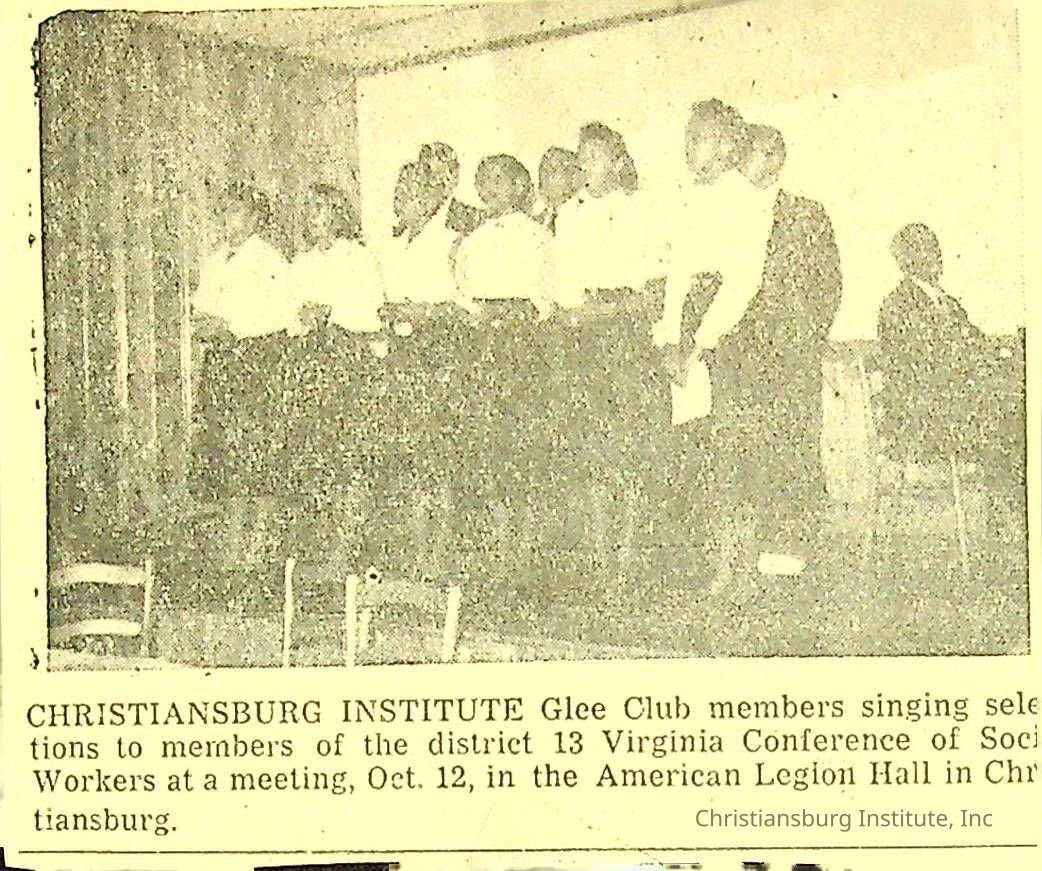 CHRISTIANSBURG INSTITUTE Glee Club members singing sele
tions to members of the district 13 Virginia Conference of Soci
Workers at a meeting, Oct. 12, in the American Legion Hall in Chr
tiansburg.
Christiansburg Institute, Inc